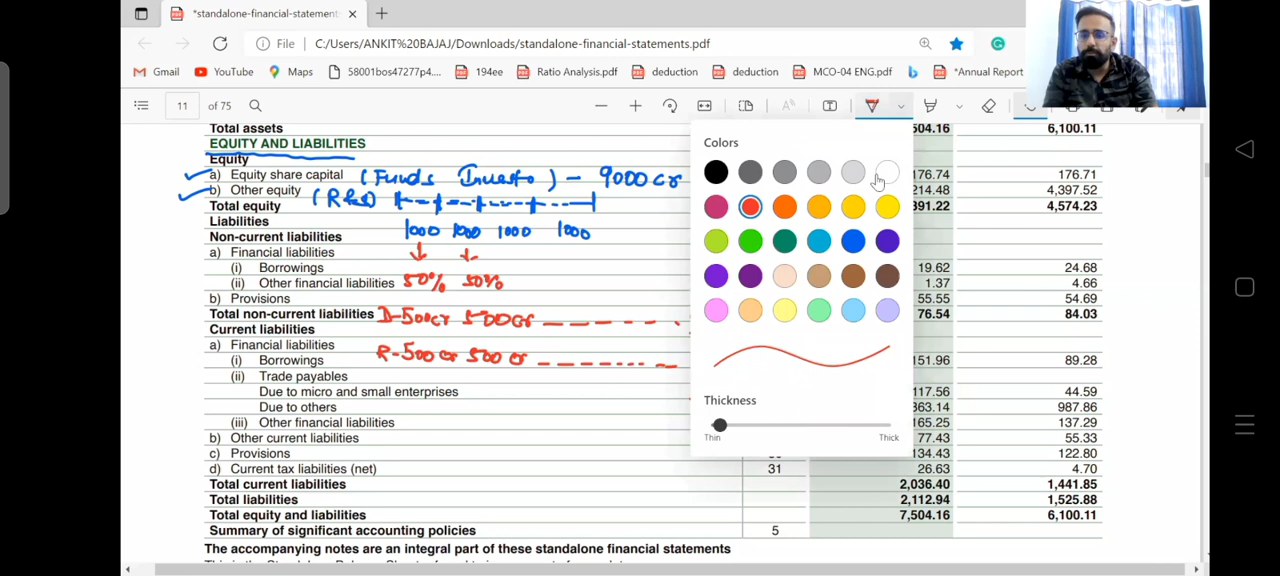 *standalone-financial-statement
File C:/Users/ANKIT%20BAJAJ/Downloads/standalone-financial-statements.pdf
Gmail YouTube Maps 58001bos47277p4.... 194ee Ratio Analysis.pdf deduction deduction MCO-04 ENG.pdf *Annual Report
11 of 75
Total assets 504.16 6,100.11
EQUITY AND LIABILITIES
Equity
a) Equity share capital (Funds Investo) - 9000 cr 176.74 176.71
b) Other equity (R&S) 214.48 4,397.52
Total equity 391.22 4,574.23
Liabilities 1000 1000 1000 1000
Non-current liabilities
a) Financial liabilities
(i) Borrowings 19.62 24.68
(ii) Other financial liabilities 50% 50% 1.37 4.66
b) Provisions 55.55 54.69
Total non-current liabilities D-500cr 500cr 76.54 84.03
Current liabilities
a) Financial liabilities R-500 cr 500 cr
(i) Borrowings 151.96 89.28
(ii) Trade payables
Due to micro and small enterprises 117.56 44.59
Due to others 363.14 987.86
(iii) Other financial liabilities 165.25 137.29
b) Other current liabilities 77.43 55.33
c) Provisions 134.43 122.80
d) Current tax liabilities (net) 31 26.63 4.70
Total current liabilities 2,036.40 1,441.85
Total liabilities 2,112.94 1,525.88
Total equity and liabilities 7,504.16 6,100.11
Summary of significant accounting policies 5
The accompanying notes are an integral part of these standalone financial statements
Colors
Thickness
Thin Thick